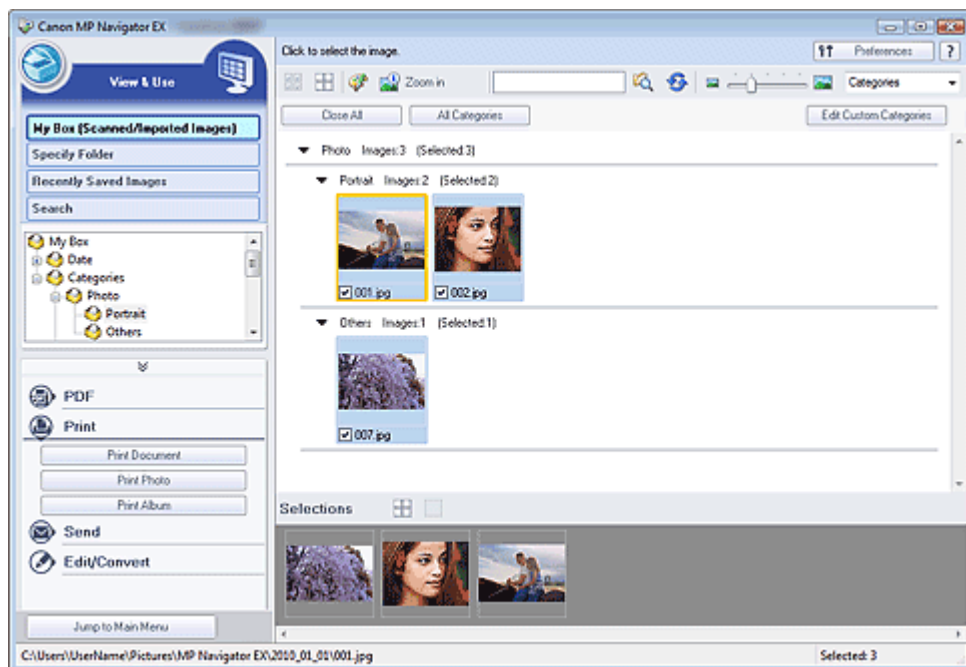 Canon MP Navigator EX
View & Use
My Box (Scanned/Imported Images)
Specify Folder
Recently Saved Images
Search
My Box
Date
Categories
Photo
Portrait
Others
PDF
Print
Print Document
Print Photo
Print Album
Send
Edit/Convert
Jump to Main Menu
Click to select the image.
Preferences ?
Zoom in
Categories
Close All All Categories Edit Custom Categories
Photo Images:3 (Selected:3)
Portrait Images:2 (Selected:2)
001.jpg 002.jpg
Others Images:1 (Selected:1)
007.jpg
Selections
C:\Users\UserName\Pictures\MP Navigator EX\2010_01_01\001.jpg Selected: 3